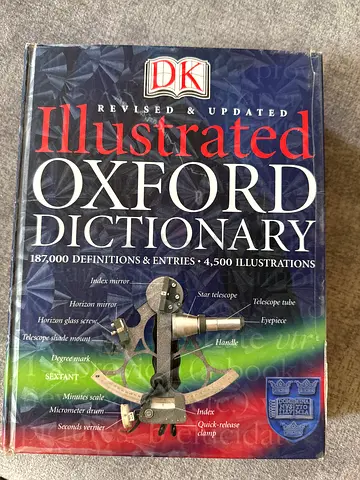 DK
REVISED & UPDATED
Illustrated
OXFORD
DICTIONARY
187,000 DEFINITIONS & ENTRIES • 4,500 ILLUSTRATIONS
Index mirror
Star telescope
Telescope tube
Horizon mirror
Horizon glass screw
Eyepiece
Telescope shade mount
Handle
Degree mark
SEXTANT
Minutes scale
Micrometer drum
Index
Seconds vernier
Quick-release
clamp